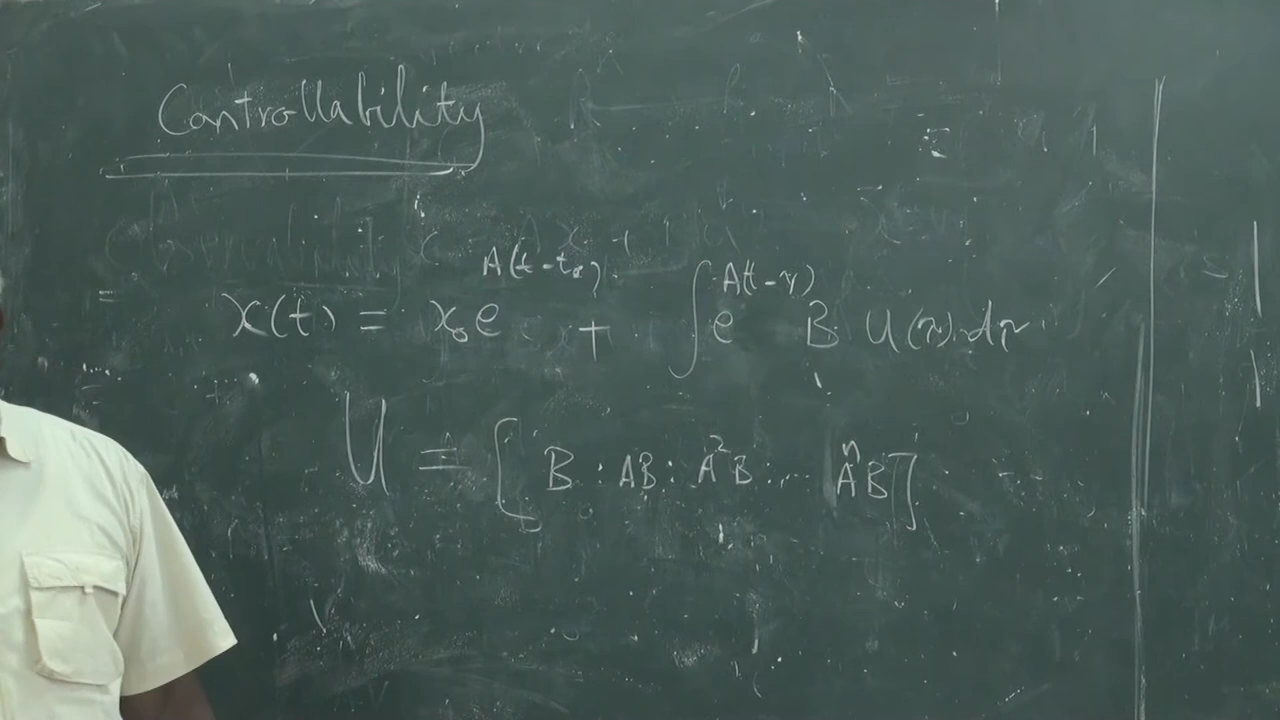 Controllability
x(t) = x₀e^A(t-t₀) + ∫e^A(t-τ) B u(τ).dτ
U = [B : AB : A²B : ... AⁿB]